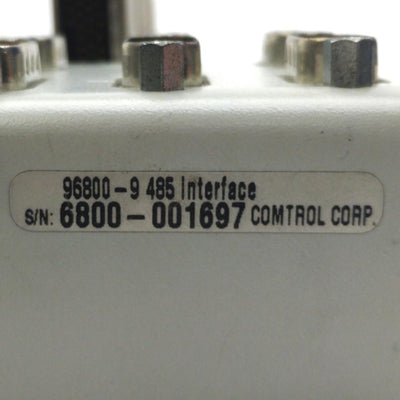 96800-9 485 Interface
S/N: 6800-001697 COMTROL CORP.